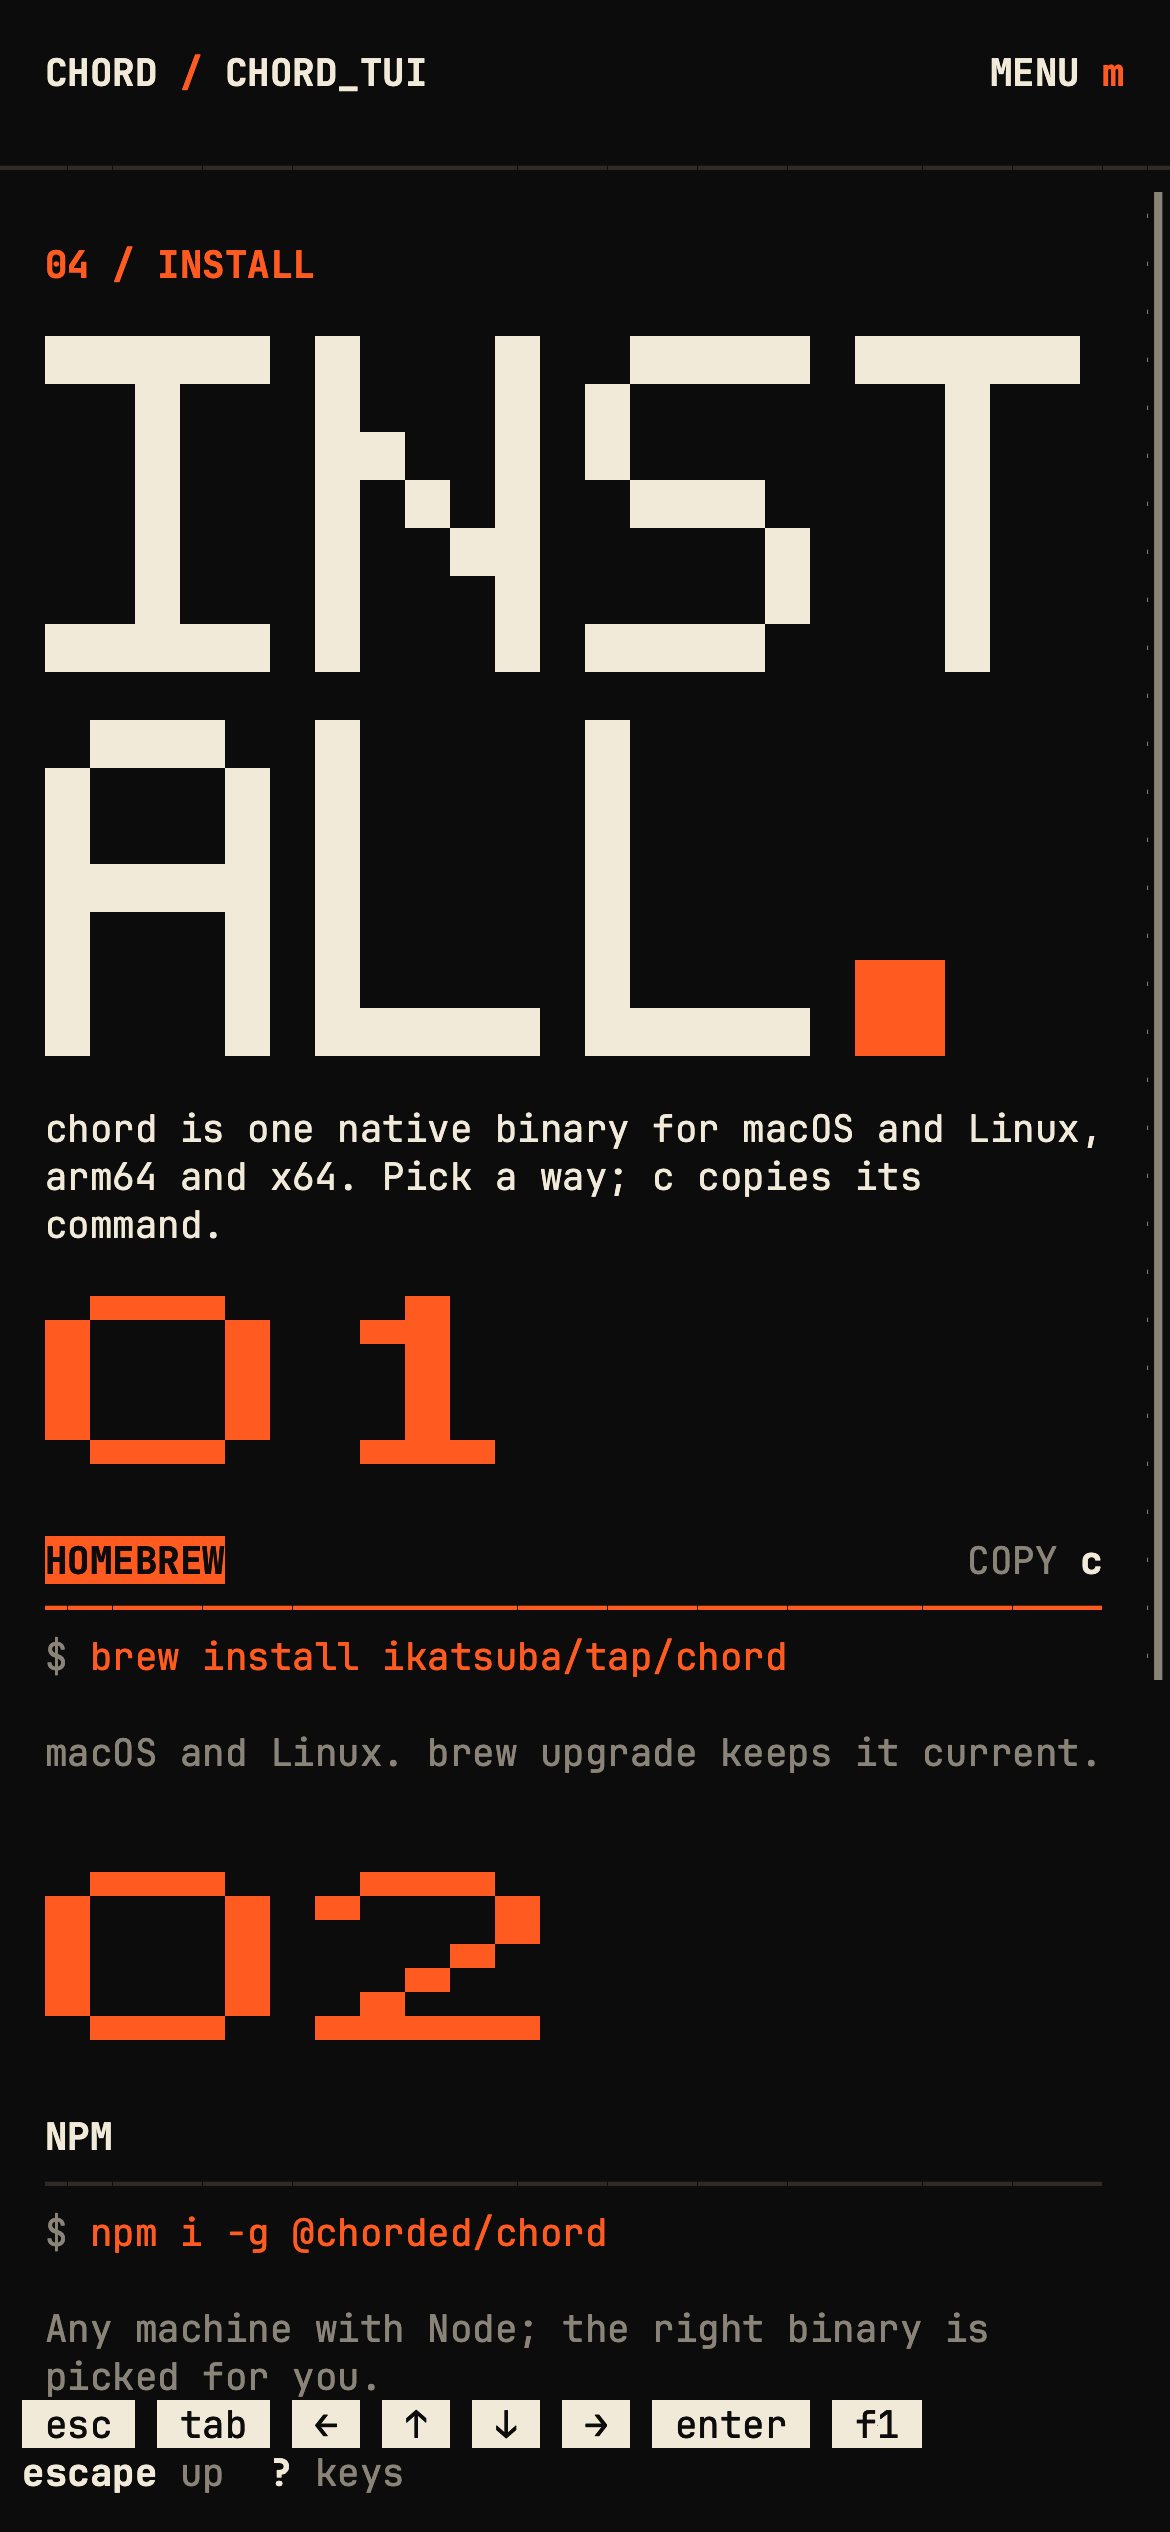 CHORD / CHORD_TUI
MENU m
04 / INSTALL
INST
ALL.
chord is one native binary for macOS and Linux,
arm64 and x64. Pick a way; c copies its
command.
01
HOMEBREW
COPY c
$ brew install ikatsuba/tap/chord
macOS and Linux. brew upgrade keeps it current.
02
NPM
$ npm i -g @chorded/chord
Any machine with Node; the right binary is
picked for you.
esc tab ← ↑ ↓ → enter f1
escape up ? keys